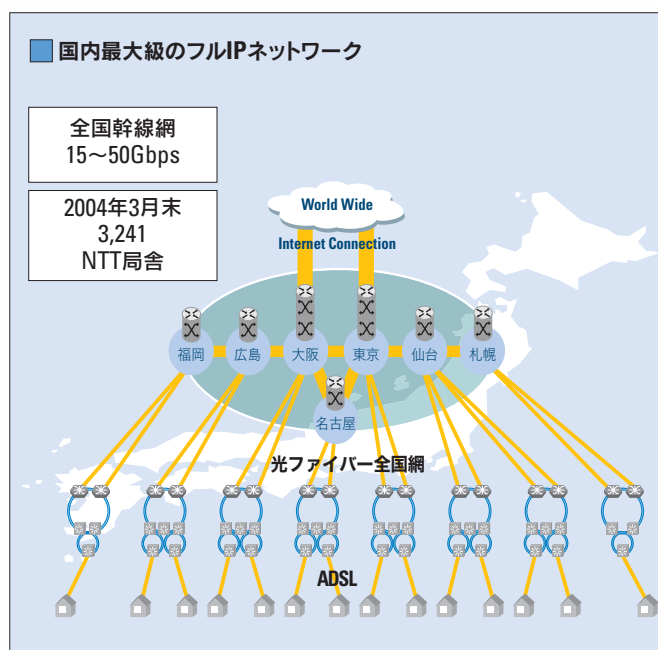 国内最大級のフルIPネットワーク
全国幹線網
15～50Gbps
2004年3月末
3,241
NTT局舎
World Wide
Internet Connection
福岡
広島
大阪
東京
仙台
札幌
名古屋
光ファイバー全国網
ADSL